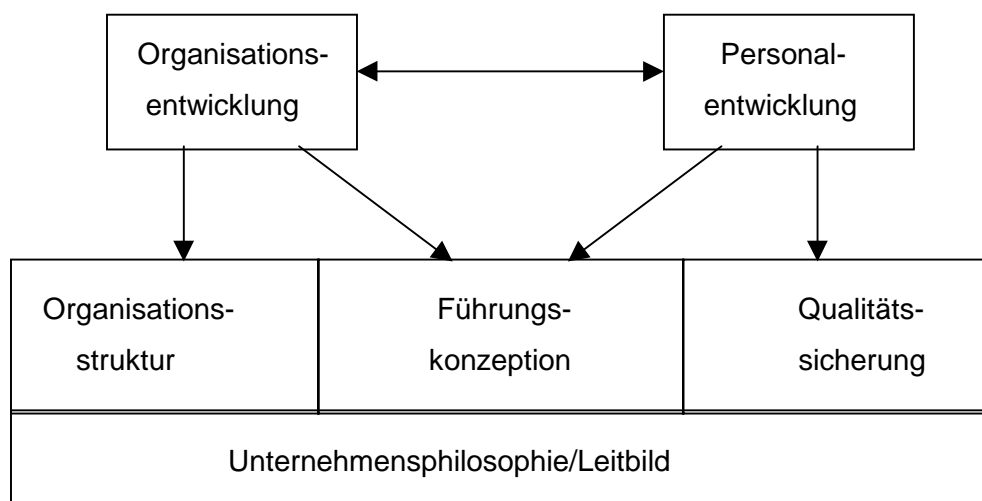 Organisations-
entwicklung
Personal-
entwicklung
Organisations-
struktur
Führungs-
konzeption
Qualitäts-
sicherung
Unternehmensphilosophie/Leitbild